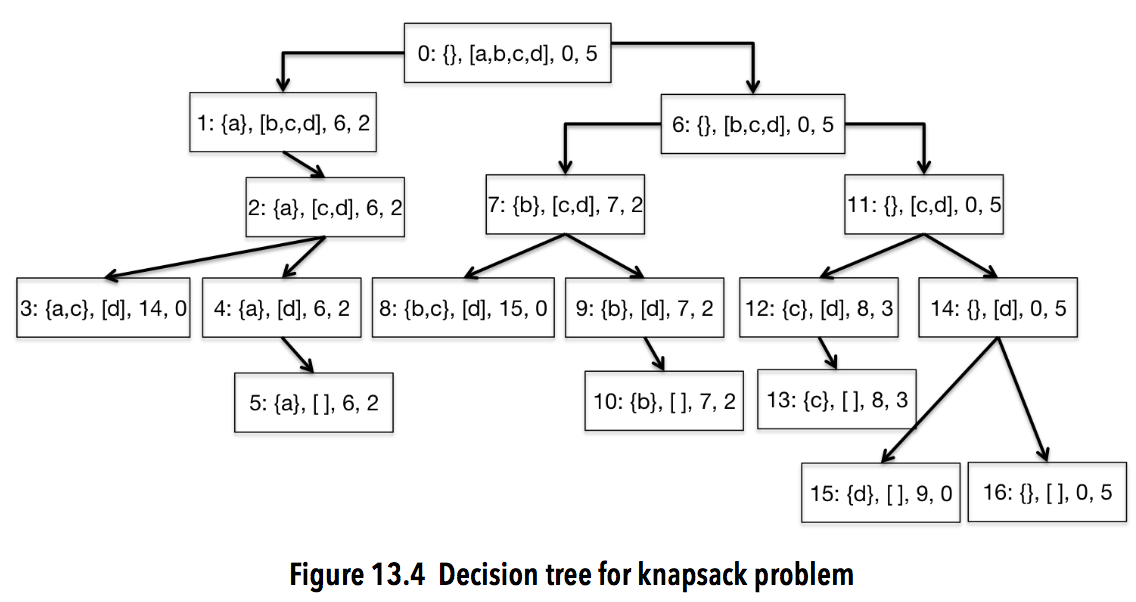 0: {}, [a,b,c,d], 0, 5
1: {a}, [b,c,d], 6, 2
6: {}, [b,c,d], 0, 5
2: {a}, [c,d], 6, 2
7: {b}, [c,d], 7, 2
11: {}, [c,d], 0, 5
3: {a,c}, [d], 14, 0
4: {a}, [d], 6, 2
8: {b,c}, [d], 15, 0
9: {b}, [d], 7, 2
12: {c}, [d], 8, 3
14: {}, [d], 0, 5
5: {a}, [ ], 6, 2
10: {b}, [ ], 7, 2
13: {c}, [ ], 8, 3
15: {d}, [ ], 9, 0
16: {}, [ ], 0, 5
Figure 13.4 Decision tree for knapsack problem